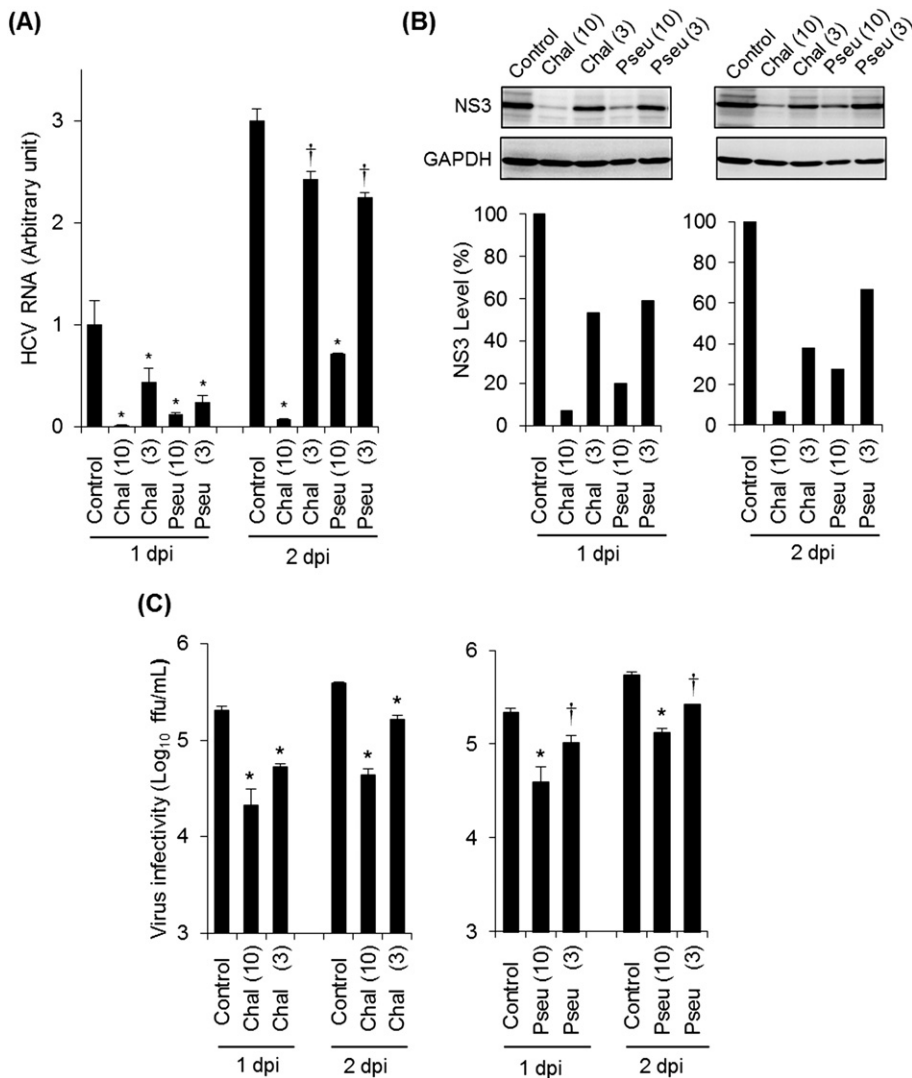 (A)
HCV RNA (Arbitrary unit)
3
2
1
0
†
†
*
*
*
*
*
*
Control
Chal (10)
Chal (3)
Pseu (10)
Pseu (3)
Control
Chal (10)
Chal (3)
Pseu (10)
Pseu (3)
1 dpi
2 dpi
(B)
Control
Chal (10)
Chal (3)
Pseu (10)
Pseu (3)
Control
Chal (10)
Chal (3)
Pseu (10)
Pseu (3)
NS3
GAPDH
NS3 Level (%)
100
80
60
40
20
0
Control
Chal (10)
Chal (3)
Pseu (10)
Pseu (3)
1 dpi
100
80
60
40
20
0
Control
Chal (10)
Chal (3)
Pseu (10)
Pseu (3)
2 dpi
(C)
Virus infectivity (Log10 ffu/mL)
6
5
4
3
*
*
*
*
Control
Chal (10)
Chal (3)
Control
Chal (10)
Chal (3)
1 dpi
2 dpi
6
5
4
3
*
†
*
†
Control
Pseu (10)
Pseu (3)
Control
Pseu (10)
Pseu (3)
1 dpi
2 dpi